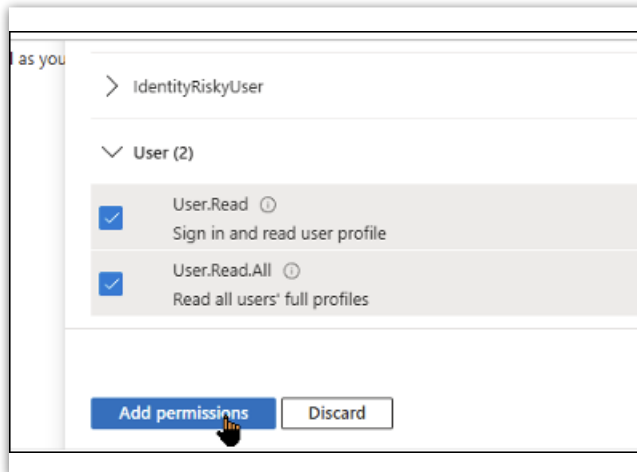 l as you
IdentityRiskyUser
User (2)
User.Read
Sign in and read user profile
User.Read.All
Read all users' full profiles
Add permissions
Discard